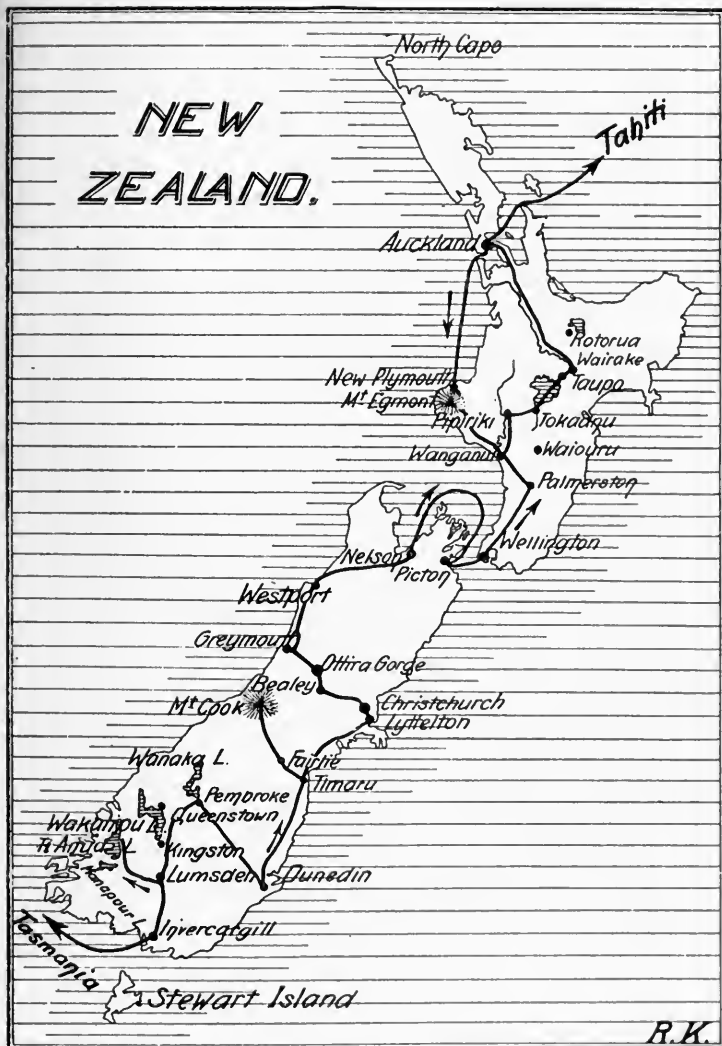 North Cape
NEW
ZEALAND.
Tahiti
Auckland
Rotorua
Wairake
Taupo
New Plymouth
Mt Egmont
Pipiriki
Tokaanu
Wanganui
Waiouru
Palmerston
Wellington
Nelson
Picton
Westport
Greymouth
Ottira Gorge
Bealey
Mt Cook
Christchurch
Lyttelton
Fairlie
Wanaka L.
Timaru
Pembroke
Queenstown
Kingston
Lumsden
Dunedin
Manapouri L.
Invercargill
Tasmania
Stewart Island
R.K.